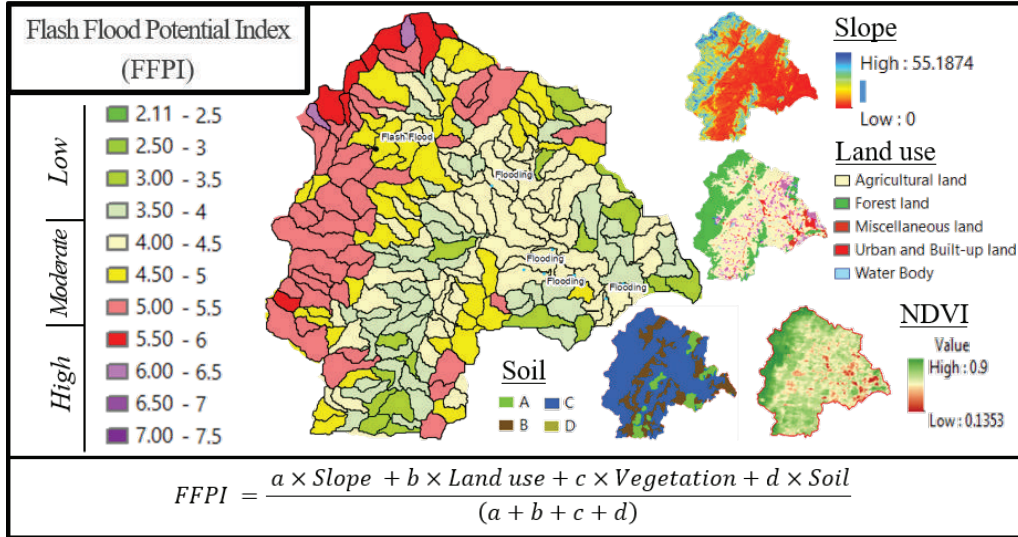 Flash Flood Potential Index
(FFPI)
Low
Moderate
High
2.11 - 2.5
2.50 - 3
3.00 - 3.5
3.50 - 4
4.00 - 4.5
4.50 - 5
5.00 - 5.5
5.50 - 6
6.00 - 6.5
6.50 - 7
7.00 - 7.5
Flash Flood
Flooding
Flooding
Flooding
Flooding
Slope
High : 55.1874
Low : 0
Land use
Agricultural land
Forest land
Miscellaneous land
Urban and Built-up land
Water Body
Soil
A
C
B
D
NDVI
Value
High : 0.9
Low : 0.1353
FFPI = (a × Slope + b × Land use + c × Vegetation + d × Soil) / (a + b + c + d)